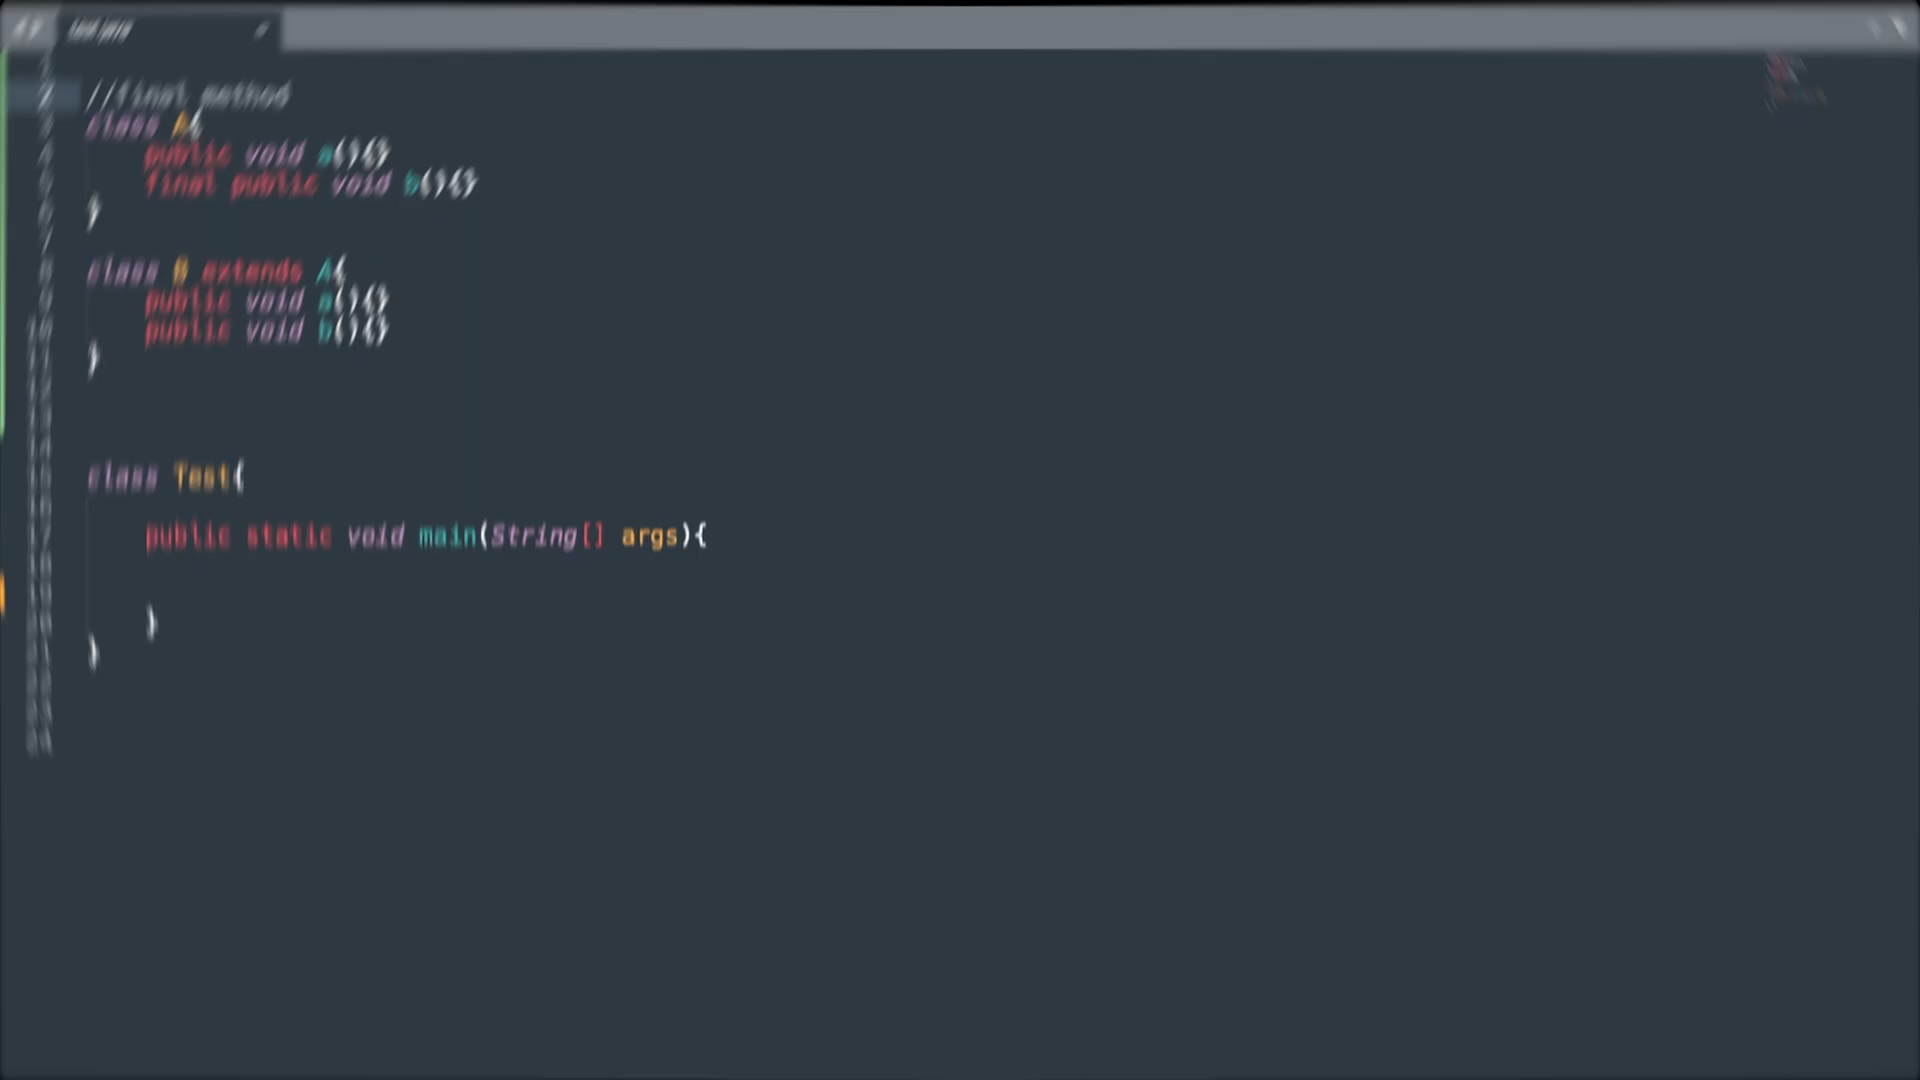 //final method
class A{
public void a(){}
final public void b(){}
}
class B extends A{
public void a(){}
public void b(){}
}
class Test{
public static void main(String[] args){
}
}